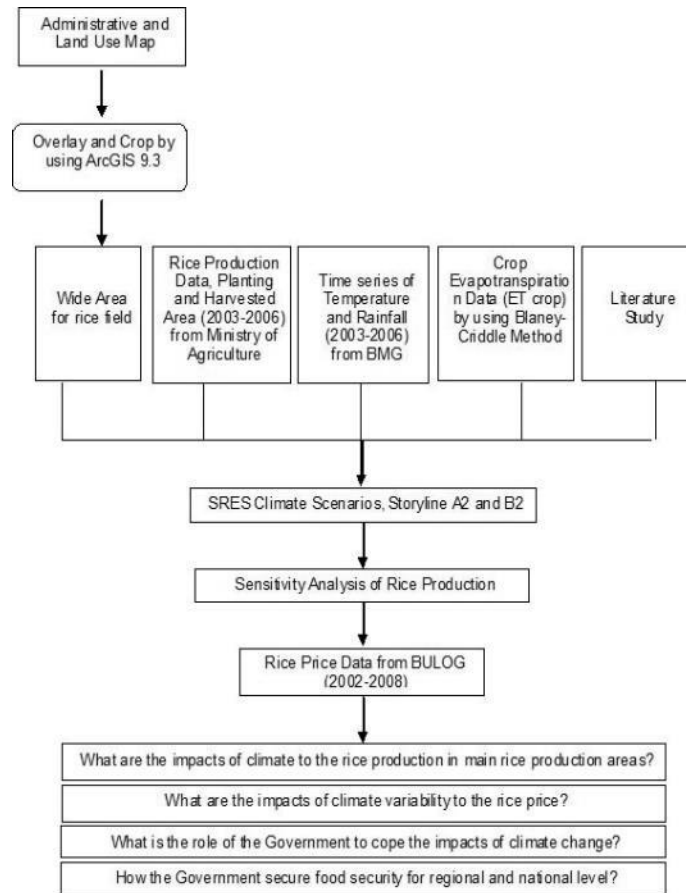 Administrative and
Land Use Map
Overlay and Crop by
using ArcGIS 9.3
Wide Area
for rice field
Rice Production
Data, Planting
and Harvested
Area (2003-2006)
from Ministry of
Agriculture
Time series of
Temperature
and Rainfall
(2003-2006)
from BMG
Crop
Evapotranspiratio
n Data (ET crop)
by using Blaney-
Criddle Method
Literature
Study
SRES Climate Scenarios, Storyline A2 and B2
Sensitivity Analysis of Rice Production
Rice Price Data from BULOG
(2002-2008)
What are the impacts of climate to the rice production in main rice production areas?
What are the impacts of climate variability to the rice price?
What is the role of the Government to cope the impacts of climate change?
How the Government secure food security for regional and national level?